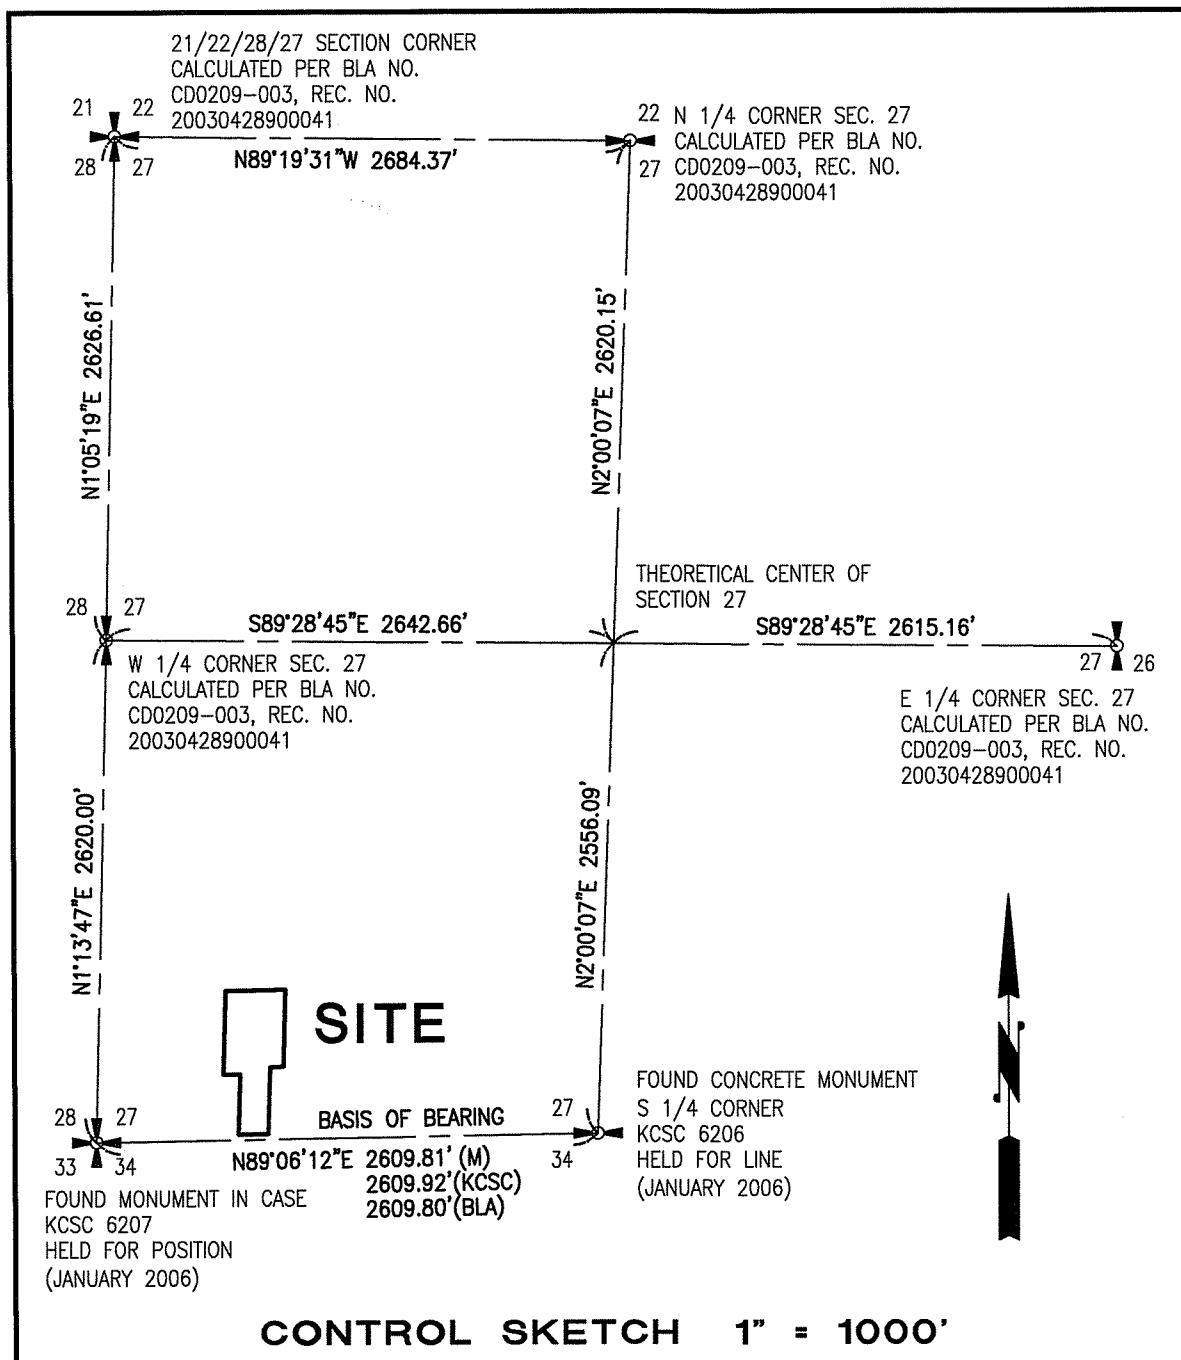 21/22/28/27 SECTION CORNER
CALCULATED PER BLA NO.
CD0209-003, REC. NO.
20030428900041
21 22
28 27
N89°19'31"W 2684.37'
22 N 1/4 CORNER SEC. 27
CALCULATED PER BLA NO.
27 CD0209-003, REC. NO.
20030428900041
N1°05'19"E 2626.61'
N2°00'07"E 2620.15'
THEORETICAL CENTER OF
SECTION 27
28 27
S89°28'45"E 2642.66'
S89°28'45"E 2615.16'
27 26
W 1/4 CORNER SEC. 27
CALCULATED PER BLA NO.
CD0209-003, REC. NO.
20030428900041
E 1/4 CORNER SEC. 27
CALCULATED PER BLA NO.
CD0209-003, REC. NO.
20030428900041
N1°13'47"E 2620.00'
N2°00'07"E 2556.09'
SITE
N
28 27
33 34
BASIS OF BEARING
N89°06'12"E 2609.81' (M)
2609.92'(KCSC)
2609.80'(BLA)
27
34
FOUND CONCRETE MONUMENT
S 1/4 CORNER
KCSC 6206
HELD FOR LINE
(JANUARY 2006)
FOUND MONUMENT IN CASE
KCSC 6207
HELD FOR POSITION
(JANUARY 2006)
CONTROL SKETCH 1" = 1000'